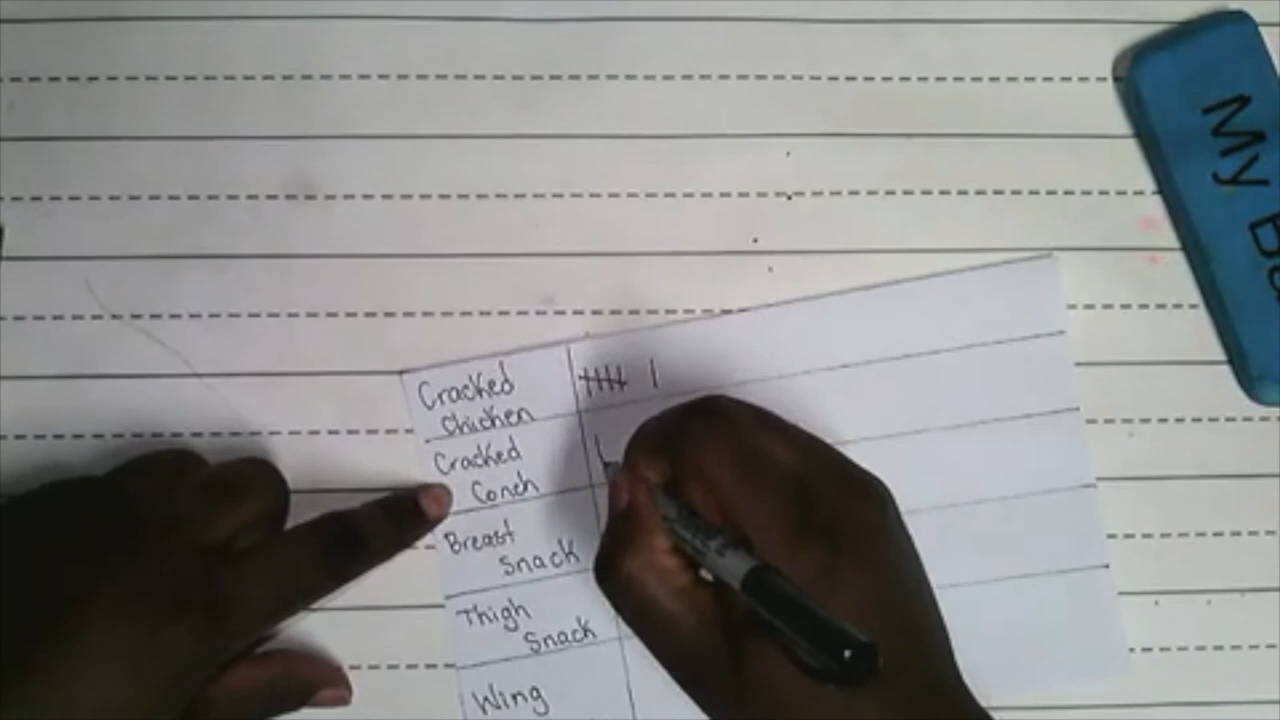 My
Cracked
Chicken
Cracked
Conch
Breast
Snack
Thigh
Snack
Wing